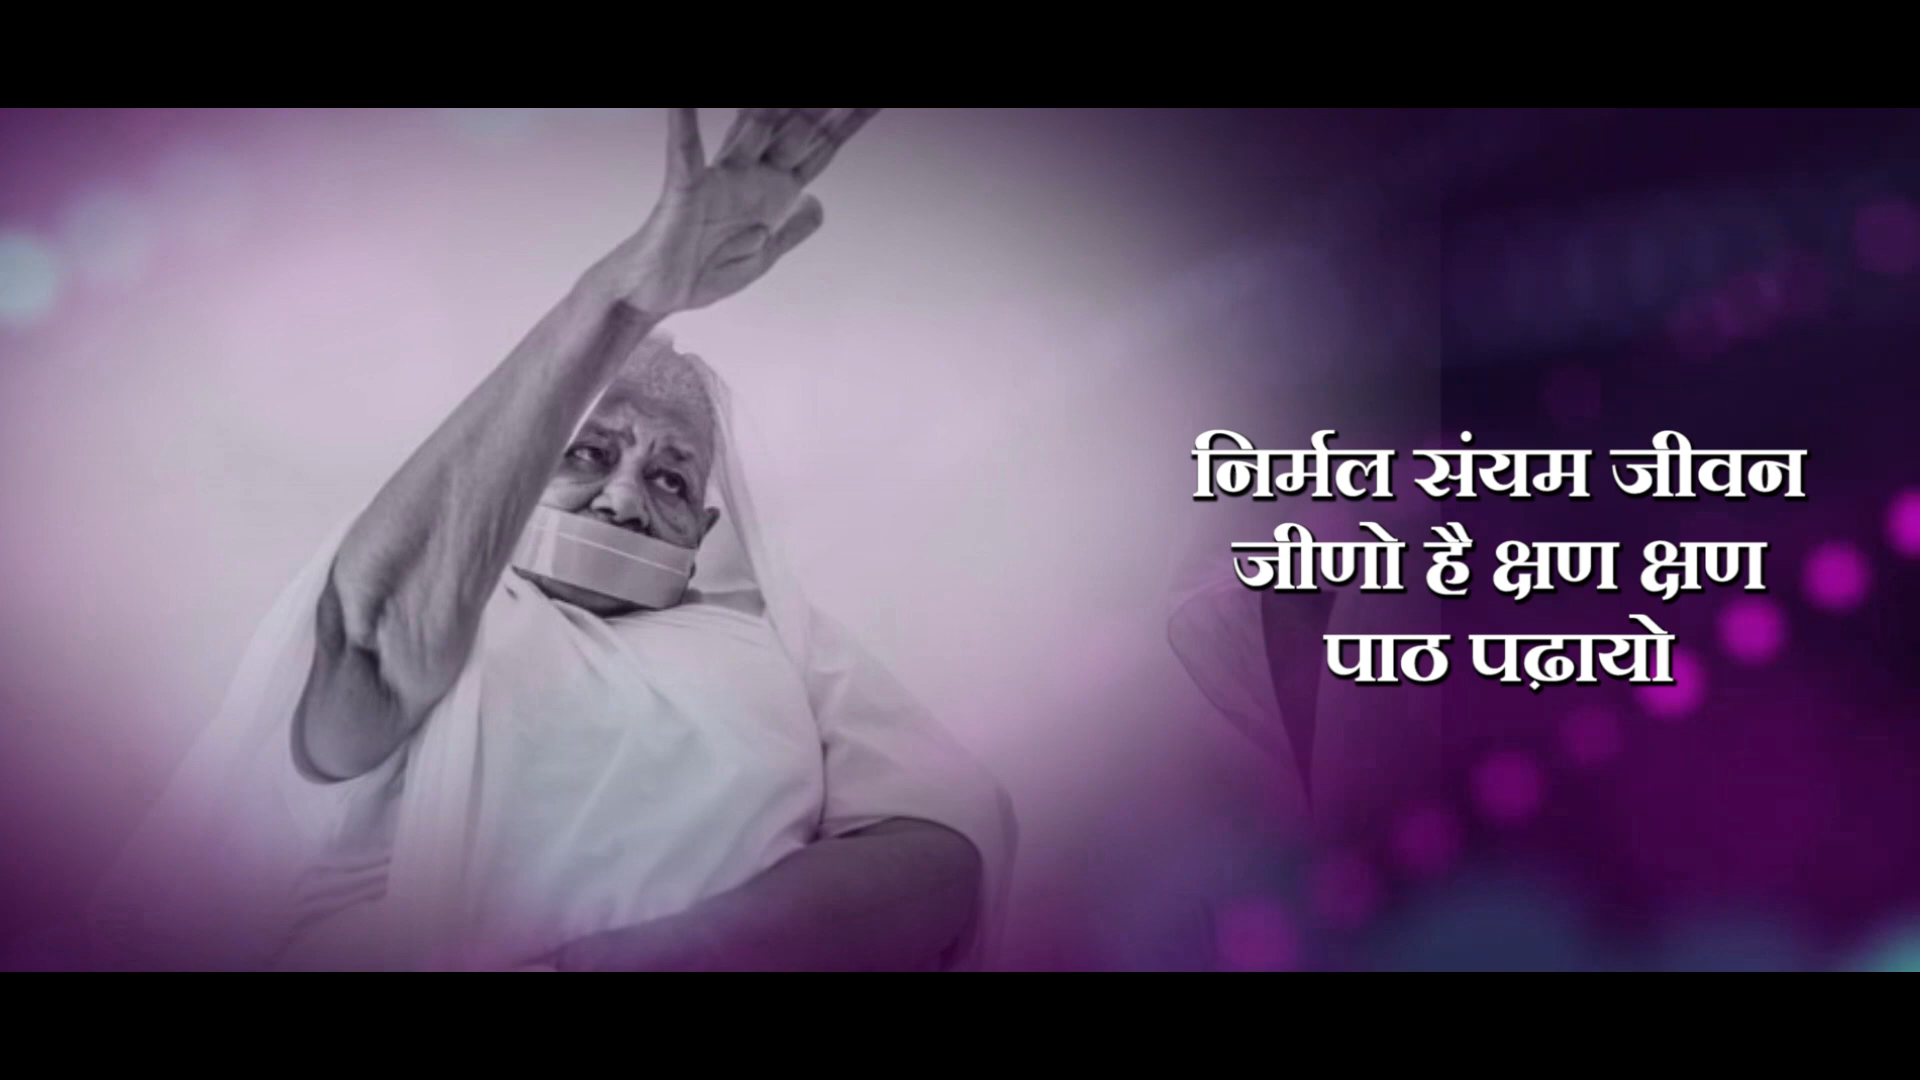 निर्मल संयम जीवन
जीणो है क्षण क्षण
पाठ पढ़ायो